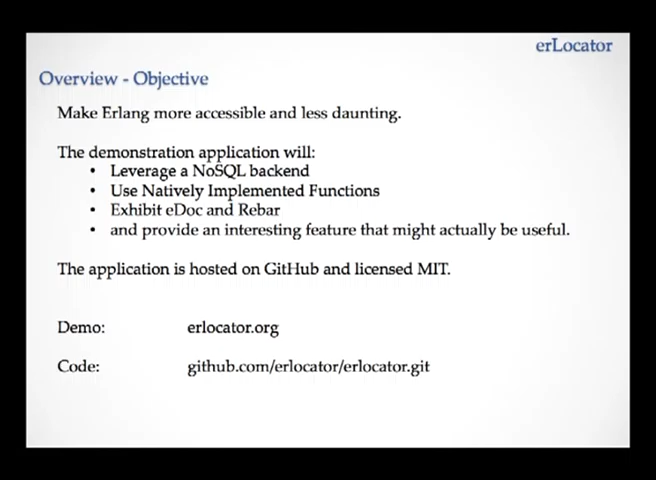 erLocator
Overview - Objective
Make Erlang more accessible and less daunting.
The demonstration application will:
• Leverage a NoSQL backend
• Use Natively Implemented Functions
• Exhibit eDoc and Rebar
• and provide an interesting feature that might actually be useful.
The application is hosted on GitHub and licensed MIT.
Demo: erlocator.org
Code: github.com/erlocator/erlocator.git